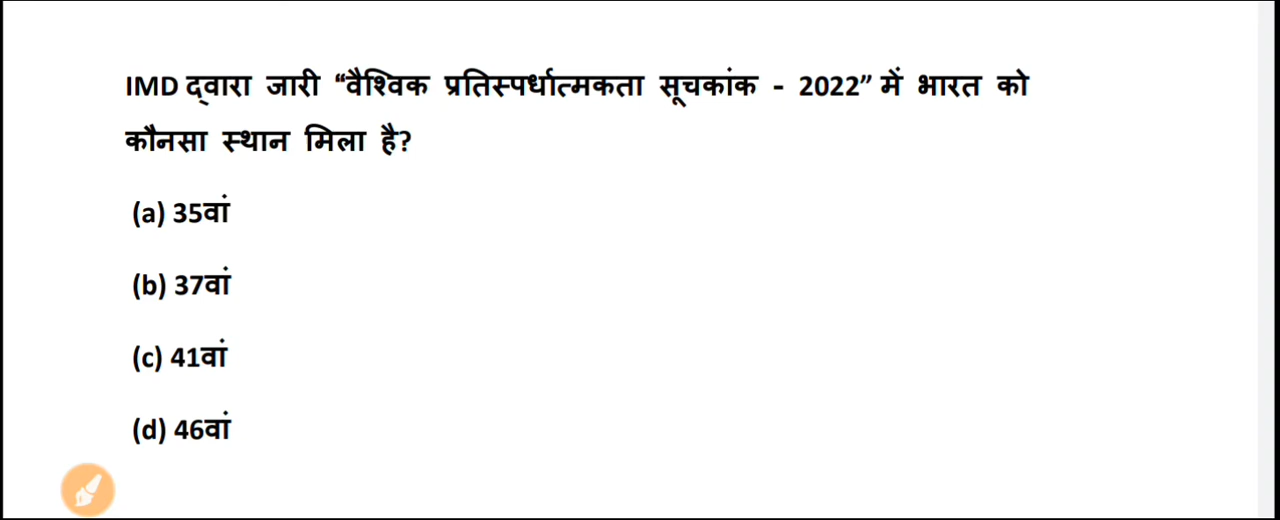 IMD द्वारा जारी “वैश्विक प्रतिस्पर्धात्मकता सूचकांक - 2022” में भारत को
कौनसा स्थान मिला है?
(a) 35वां
(b) 37वां
(c) 41वां
(d) 46वां